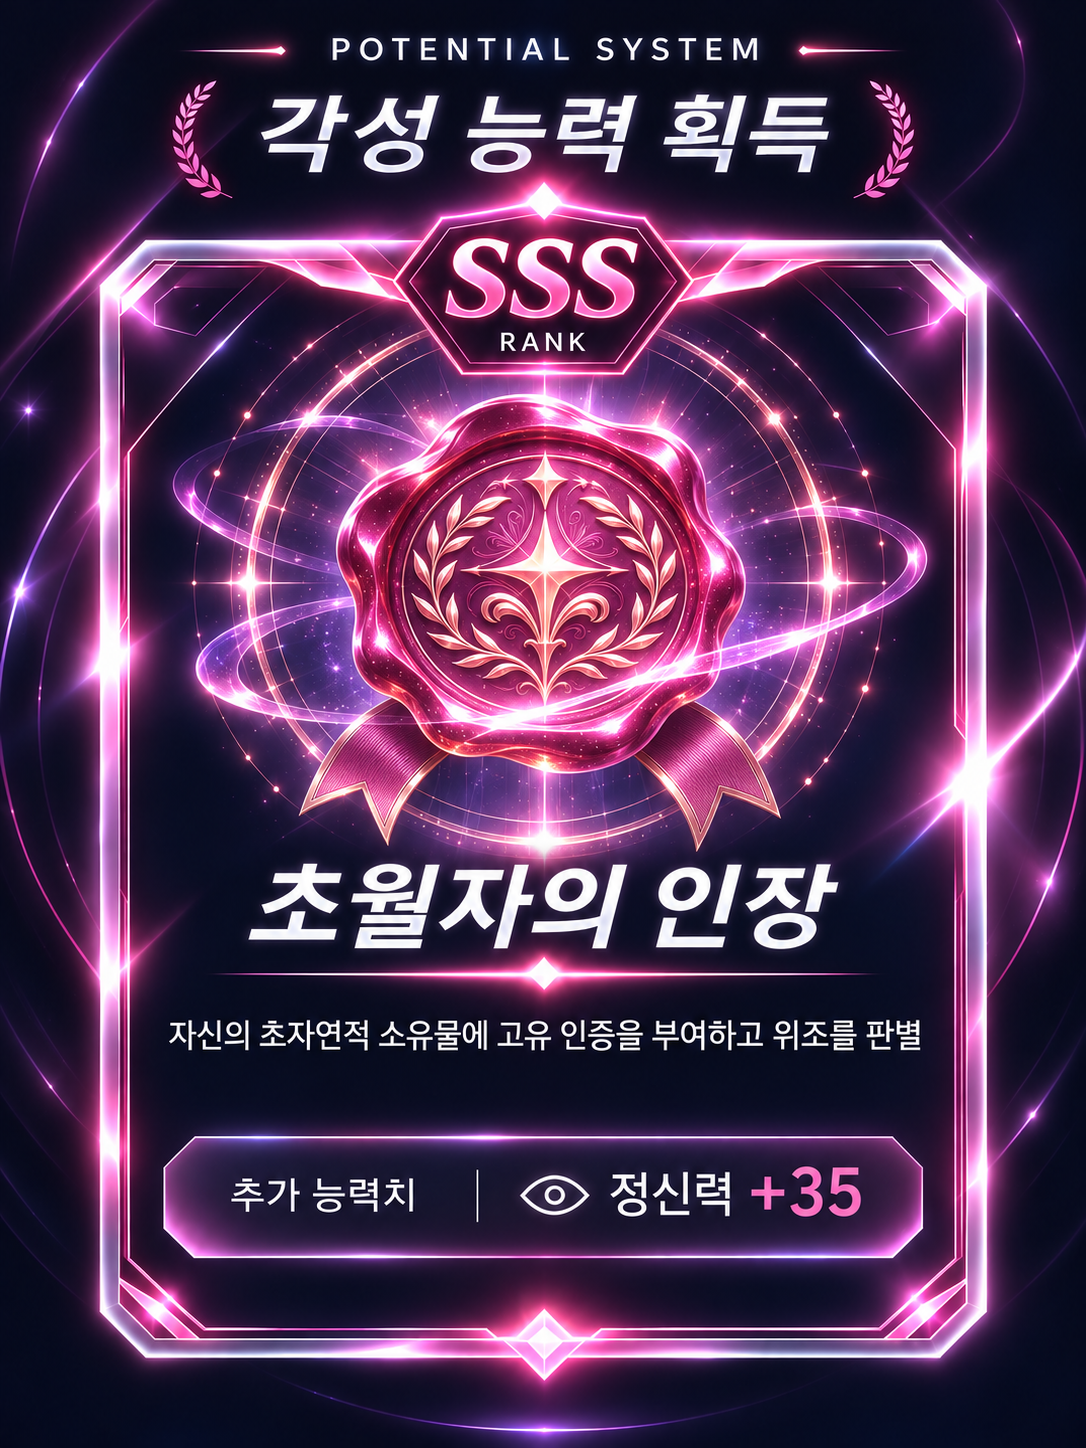 POTENTIAL SYSTEM
각성 능력 획득
SSS
RANK
초월자의 인장
자신의 초자연적 소유물에 고유 인증을 부여하고 위조를 판별
추가 능력치 정신력 +35